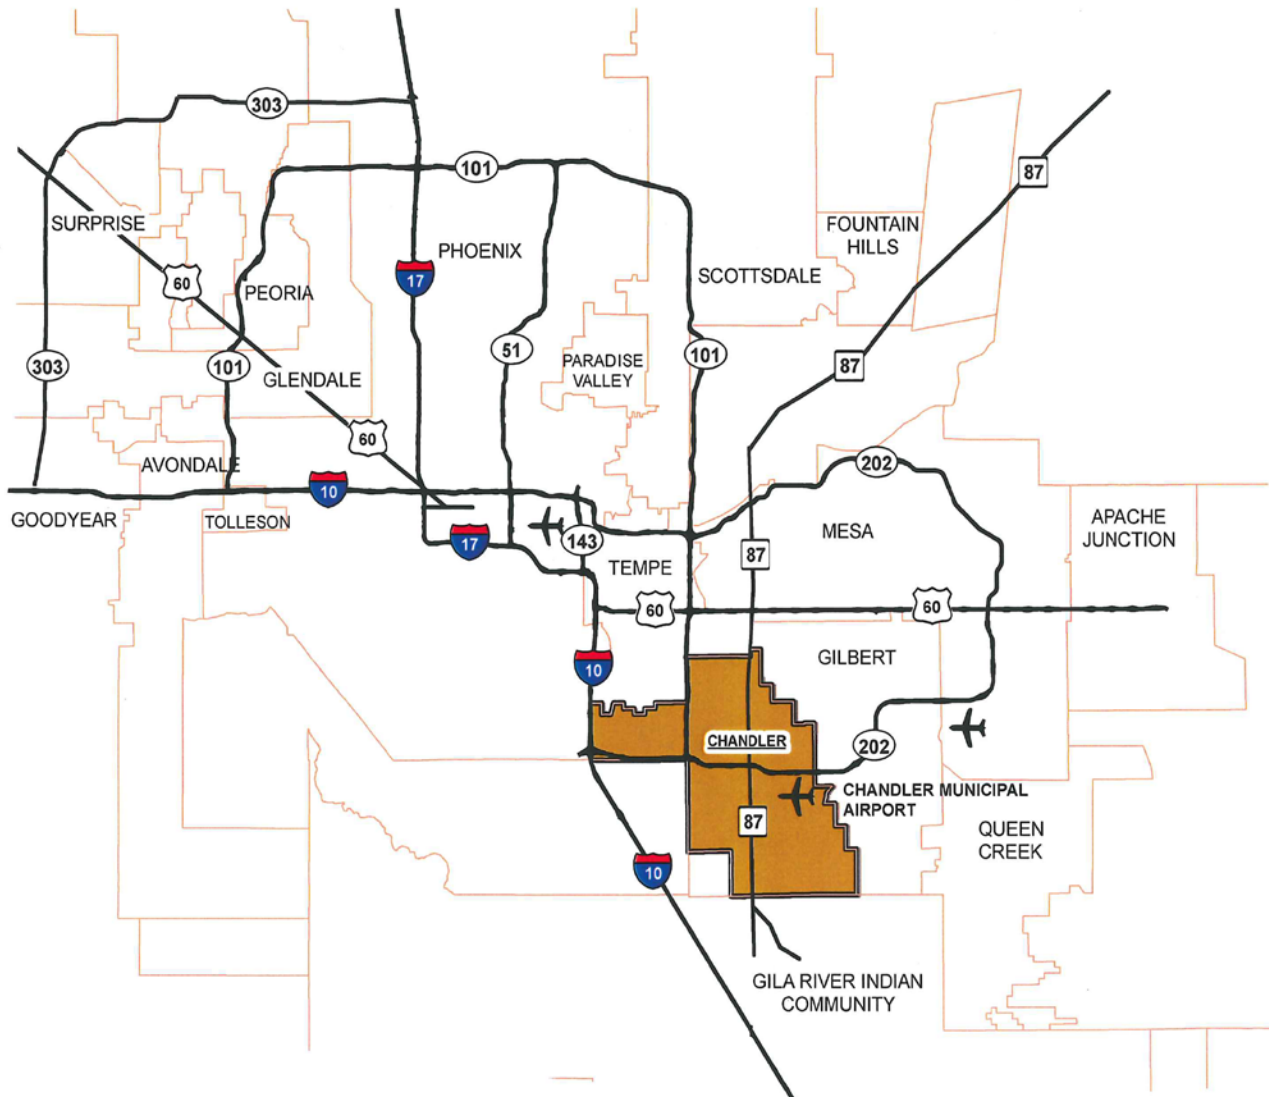 303
101
87
SURPRISE
FOUNTAIN
HILLS
PHOENIX
60
17
SCOTTSDALE
PEORIA
51
101
87
303
101
PARADISE
VALLEY
GLENDALE
60
AVONDALE
202
10
GOODYEAR
TOLLESON
APACHE
JUNCTION
MESA
17
143
87
TEMPE
60
60
GILBERT
10
CHANDLER
202
CHANDLER MUNICIPAL
AIRPORT
87
QUEEN
CREEK
10
GILA RIVER INDIAN
COMMUNITY